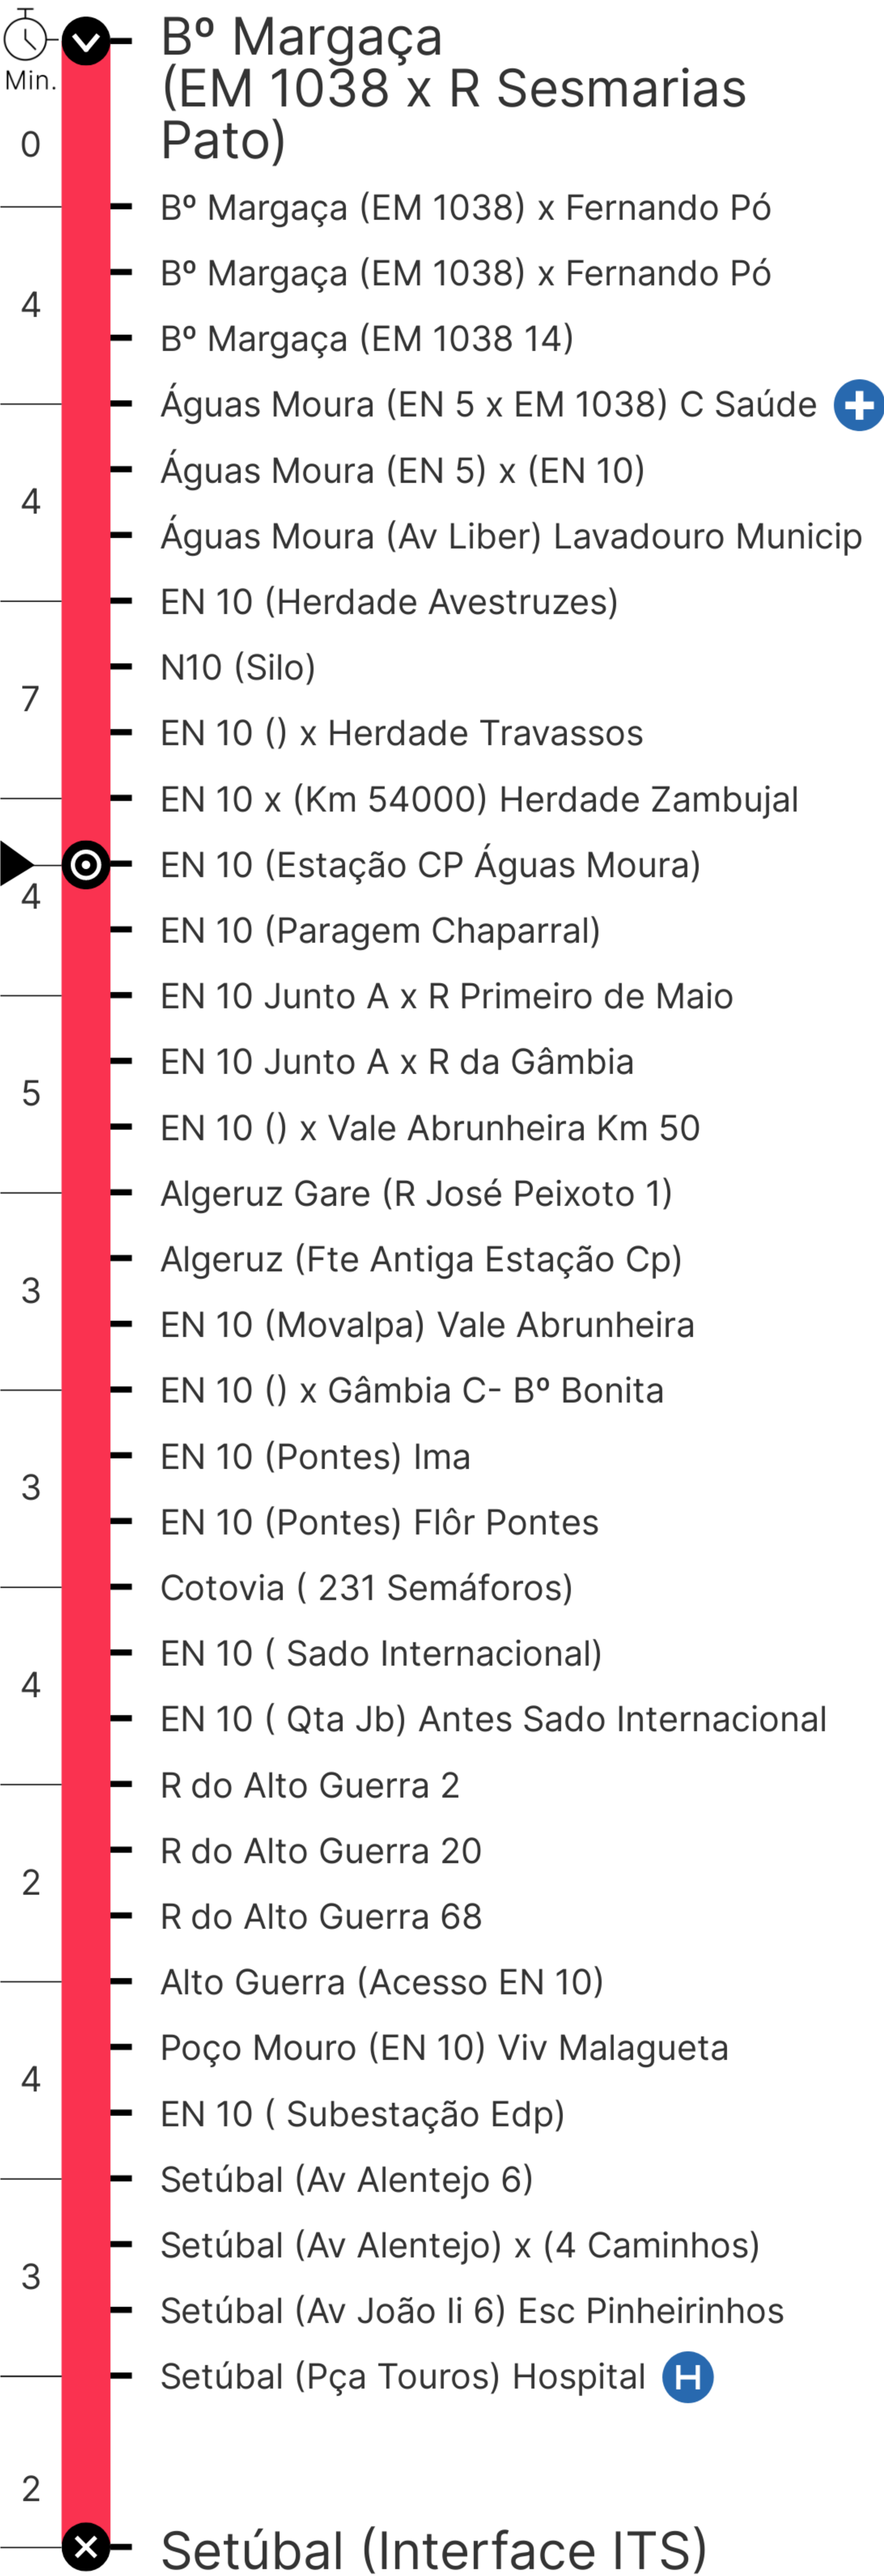 Bº Margaça
(EM 1038 x R Sesmarias
Pato)
Min.
0
Bº Margaça (EM 1038) x Fernando Pó
Bº Margaça (EM 1038) x Fernando Pó
4
Bº Margaça (EM 1038 14)
Águas Moura (EN 5 x EM 1038) C Saúde
Águas Moura (EN 5) x (EN 10)
4
Águas Moura (Av Liber) Lavadouro Municip
EN 10 (Herdade Avestruzes)
N10 (Silo)
7
EN 10 () x Herdade Travassos
EN 10 x (Km 54000) Herdade Zambujal
EN 10 (Estação CP Águas Moura)
4
EN 10 (Paragem Chaparral)
EN 10 Junto A x R Primeiro de Maio
EN 10 Junto A x R da Gâmbia
5
EN 10 () x Vale Abrunheira Km 50
Algeruz Gare (R José Peixoto 1)
Algeruz (Fte Antiga Estação Cp)
3
EN 10 (Movalpa) Vale Abrunheira
EN 10 () x Gâmbia C- Bº Bonita
EN 10 (Pontes) Ima
3
EN 10 (Pontes) Flôr Pontes
Cotovia ( 231 Semáforos)
EN 10 ( Sado Internacional)
4
EN 10 ( Qta Jb) Antes Sado Internacional
R do Alto Guerra 2
R do Alto Guerra 20
2
R do Alto Guerra 68
Alto Guerra (Acesso EN 10)
Poço Mouro (EN 10) Viv Malagueta
4
EN 10 ( Subestação Edp)
Setúbal (Av Alentejo 6)
Setúbal (Av Alentejo) x (4 Caminhos)
3
Setúbal (Av João Ii 6) Esc Pinheirinhos
Setúbal (Pça Touros) Hospital H
2
Setúbal (Interface ITS)